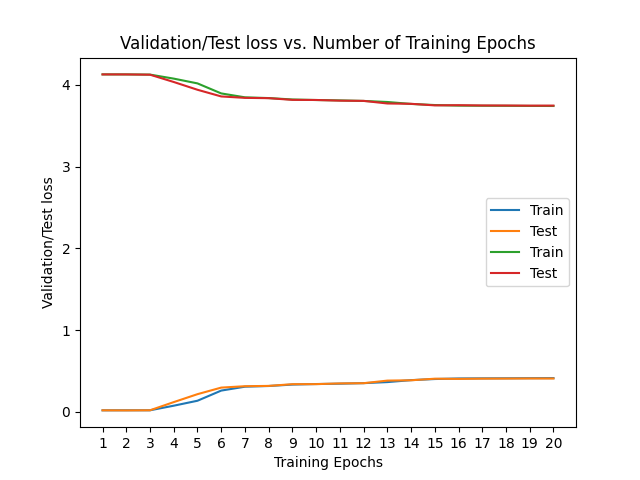 Validation/Test loss vs. Number of Training Epochs
Validation/Test loss
4
3
2
1
0
Train
Test
Train
Test
1 2 3 4 5 6 7 8 9 10 11 12 13 14 15 16 17 18 19 20
Training Epochs